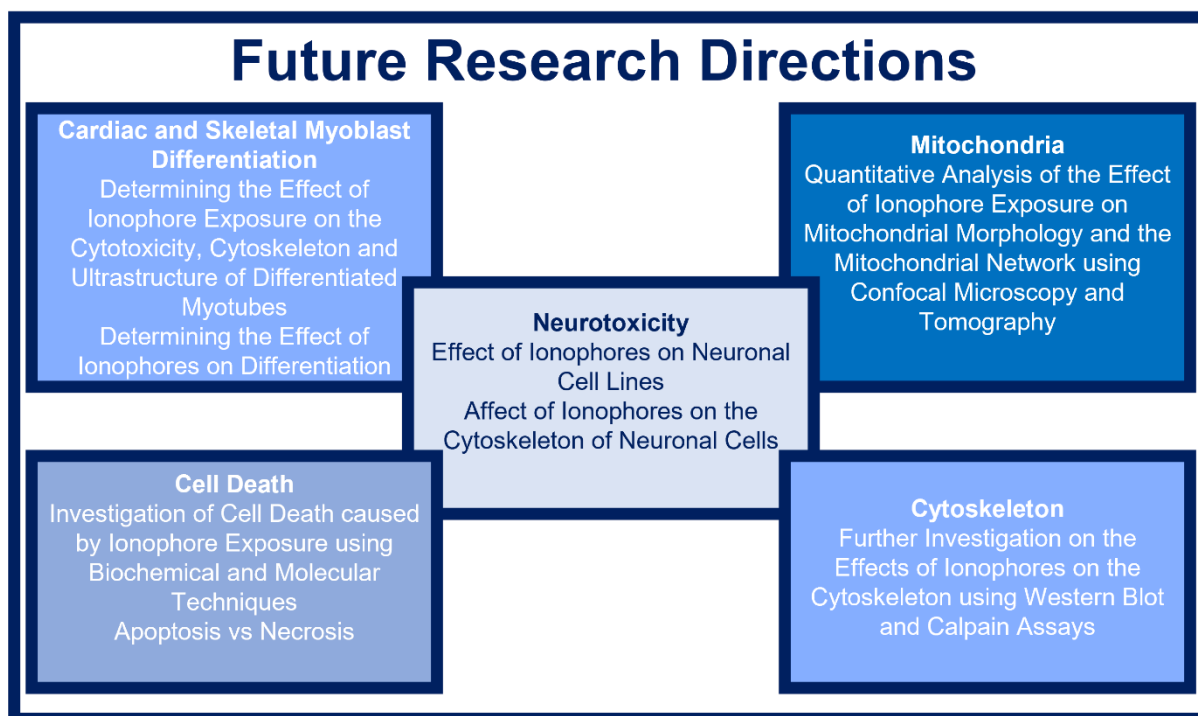 Future Research Directions
Cardiac and Skeletal Myoblast
Differentiation
Determining the Effect of
Ionophore Exposure on the
Cytotoxicity, Cytoskeleton and
Ultrastructure of Differentiated
Myotubes
Determining the Effect of
Ionophores on Differentiation
Mitochondria
Quantitative Analysis of the Effect
of Ionophore Exposure on
Mitochondrial Morphology and the
Mitochondrial Network using
Confocal Microscopy and
Tomography
Neurotoxicity
Effect of Ionophores on Neuronal
Cell Lines
Affect of Ionophores on the
Cytoskeleton of Neuronal Cells
Cell Death
Investigation of Cell Death caused
by Ionophore Exposure using
Biochemical and Molecular
Techniques
Apoptosis vs Necrosis
Cytoskeleton
Further Investigation on the
Effects of Ionophores on the
Cytoskeleton using Western Blot
and Calpain Assays